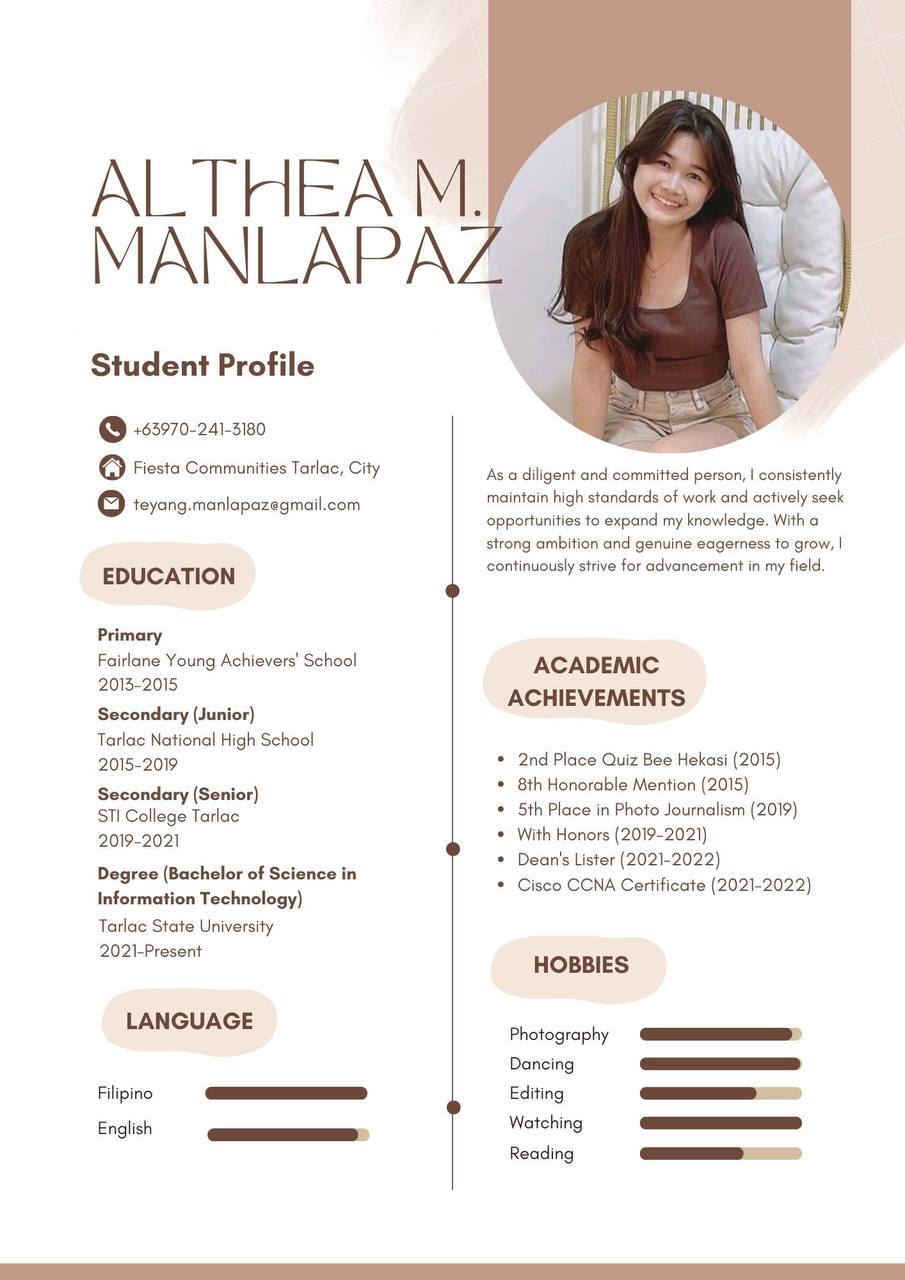 ALTHEA M.
MANLAPAZ
Student Profile
+63970-241-3180
Fiesta Communities Tarlac, City
teyang.manlapaz@gmail.com
EDUCATION
Primary
Fairlane Young Achievers' School
2013-2015
Secondary (Junior)
Tarlac National High School
2015-2019
Secondary (Senior)
STI College Tarlac
2019-2021
Degree (Bachelor of Science in
Information Technology)
Tarlac State University
2021-Present
LANGUAGE
Filipino
English
As a diligent and committed person, I consistently
maintain high standards of work and actively seek
opportunities to expand my knowledge. With a
strong ambition and genuine eagerness to grow, I
continuously strive for advancement in my field.
ACADEMIC
ACHIEVEMENTS
• 2nd Place Quiz Bee Hekasi (2015)
• 8th Honorable Mention (2015)
• 5th Place in Photo Journalism (2019)
• With Honors (2019-2021)
• Dean's Lister (2021-2022)
• Cisco CCNA Certificate (2021-2022)
HOBBIES
Photography
Dancing
Editing
Watching
Reading